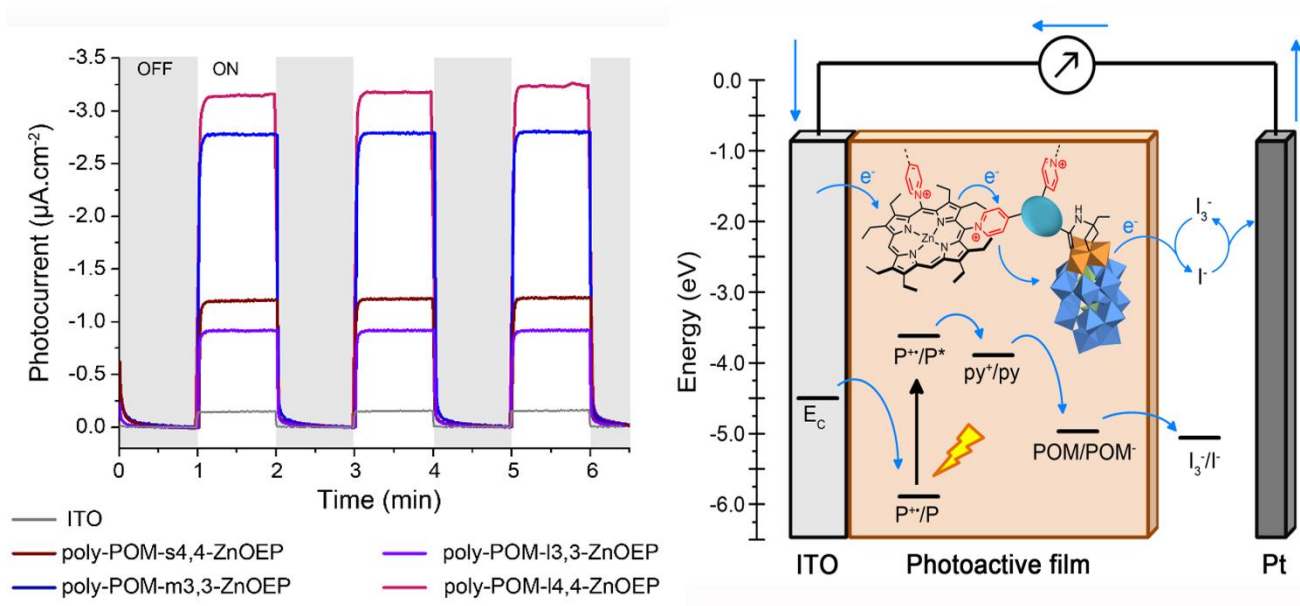 -3.5
-3.0
-2.5
-2.0
-1.5
-1.0
-0.5
0.0
Photocurrent (µA.cm⁻²)
OFF ON
0 1 2 3 4 5 6
Time (min)
ITO
poly-POM-s4,4-ZnOEP
poly-POM-l3,3-ZnOEP
poly-POM-m3,3-ZnOEP
poly-POM-l4,4-ZnOEP
0.0
-1.0
-2.0
-3.0
-4.0
-5.0
-6.0
Energy (eV)
e⁻
e⁻
e⁻
N⊕
N⊕
N
⊕
N
N
Zn
N
N
H
N
I₃⁻
I⁻
P⁺•/P*
py⁺/py
E_C
POM/POM⁻
I₃⁻/I⁻
P⁺•/P
ITO
Photoactive film
Pt